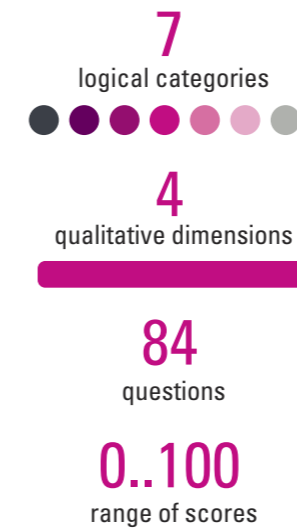 7
logical categories
4
qualitative dimensions
84
questions
0..100
range of scores